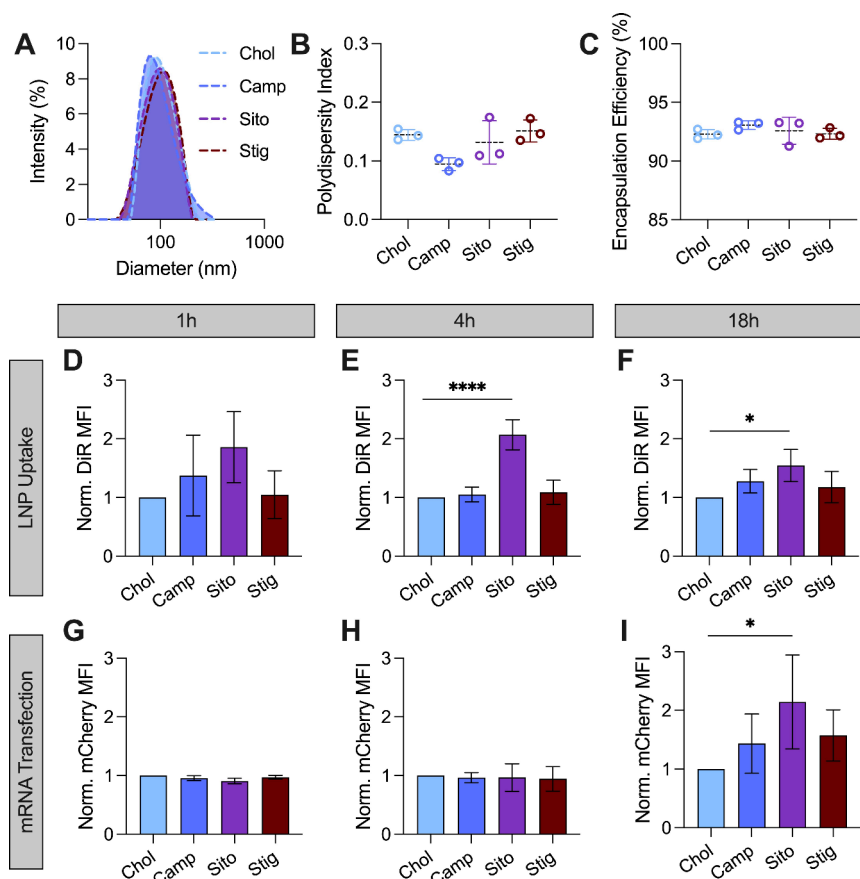 A
Intensity (%)
10
8
6
4
2
0
100
1000
Diameter (nm)
Chol
Camp
Sito
Stig
B
Polydispersity Index
0.3
0.2
0.1
0.0
Chol
Camp
Sito
Stig
C
Encapsulation Efficiency (%)
100
95
90
85
Chol
Camp
Sito
Stig
1h
4h
18h
LNP Uptake
D
Norm. DiR MFI
3
2
1
0
Chol
Camp
Sito
Stig
E
Norm. DiR MFI
3
2
1
0
****
Chol
Camp
Sito
Stig
F
Norm. DiR MFI
3
2
1
0
*
Chol
Camp
Sito
Stig
mRNA Transfection
G
Norm. mCherry MFI
3
2
1
0
Chol
Camp
Sito
Stig
H
Norm. mCherry MFI
3
2
1
0
Chol
Camp
Sito
Stig
I
Norm. mCherry MFI
3
2
1
0
*
Chol
Camp
Sito
Stig